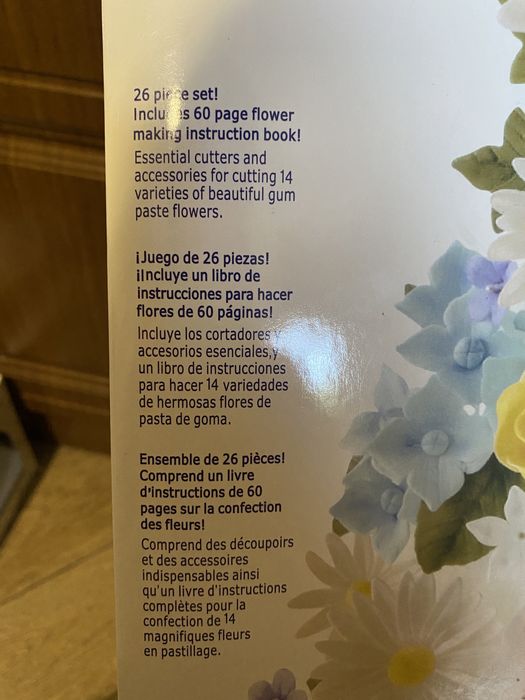 26 piece set!
Includes 60 page flower
making instruction book!
Essential cutters and
accessories for cutting 14
varieties of beautiful gum
paste flowers.
¡Juego de 26 piezas!
¡Incluye un libro de
instrucciones para hacer
flores de 60 páginas!
Incluye los cortadores y
accesorios esenciales,y
un libro de instrucciones
para hacer 14 variedades
de hermosas flores de
pasta de goma.
Ensemble de 26 pièces!
Comprend un livre
d'instructions de 60
pages sur la confection
des fleurs!
Comprend des découpoirs
et des accessoires
indispensables ainsi
qu'un livre d'instructions
complètes pour la
confection de 14
magnifiques fleurs
en pastillage.